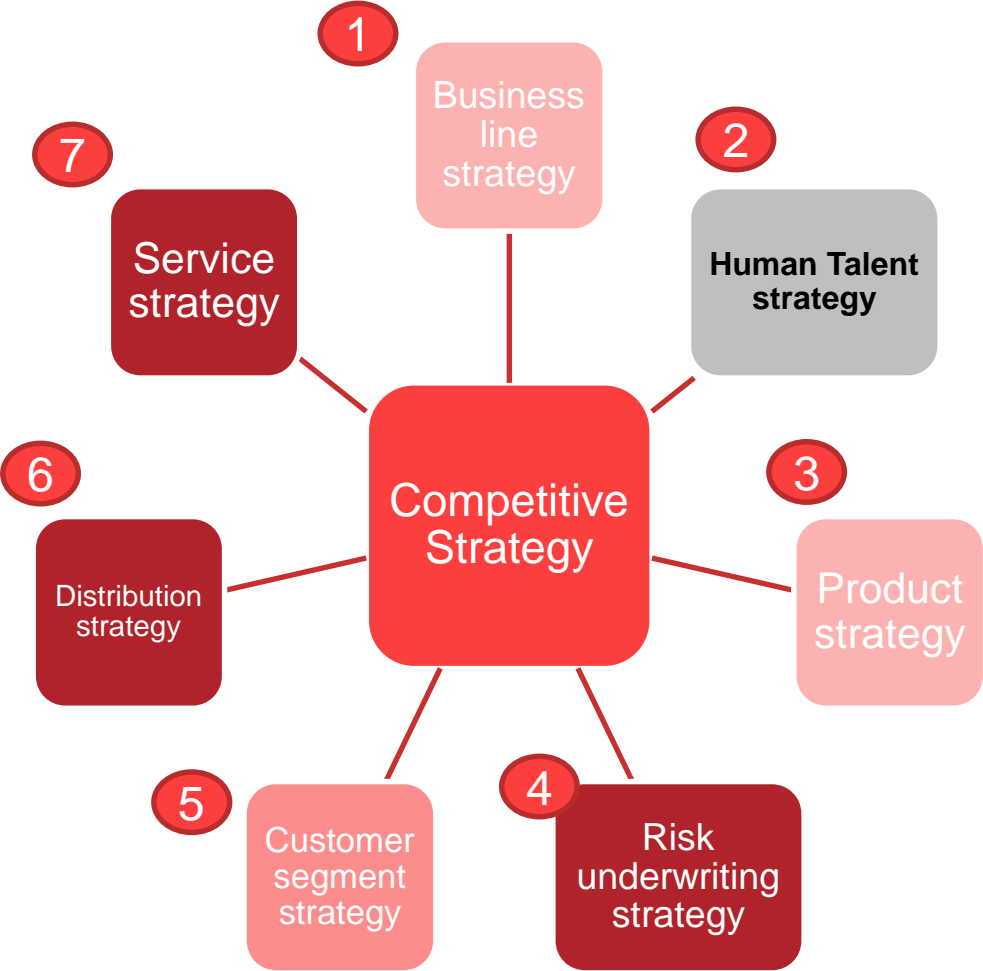 1
Business
line
strategy
2
Human Talent
strategy
3
Product
strategy
4
Risk
underwriting
strategy
5
Customer
segment
strategy
6
Distribution
strategy
7
Service
strategy
Competitive
Strategy